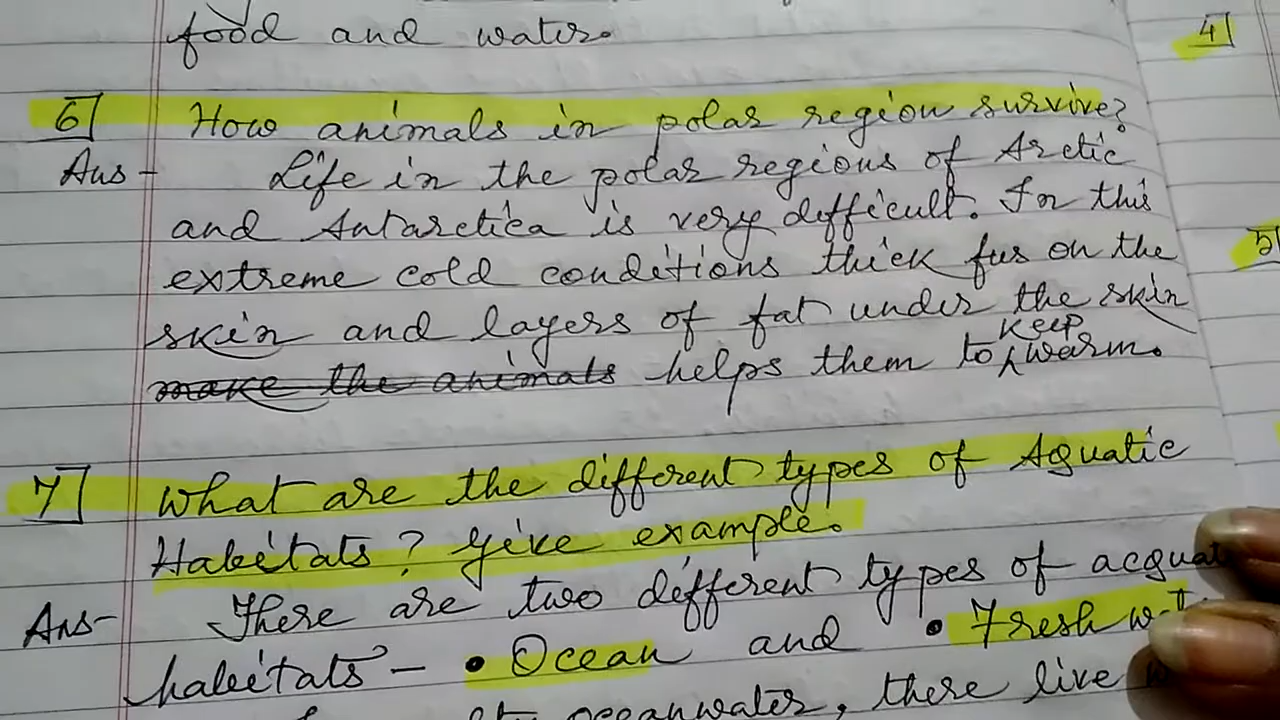 food and water.
4
6 How animals in polar region survive?
Ans - Life in the polar regions of Arctic
and Antarctica is very difficult. In this
5
extreme cold conditions thick fur on the
skin and layers of fat under the skin
make the animals helps them to keep warm.
7 What are the different types of Aquatic
Habitats? Give example.
Ans- There are two different types of
habitats - • Ocean and • Fresh
oceanwater, there live